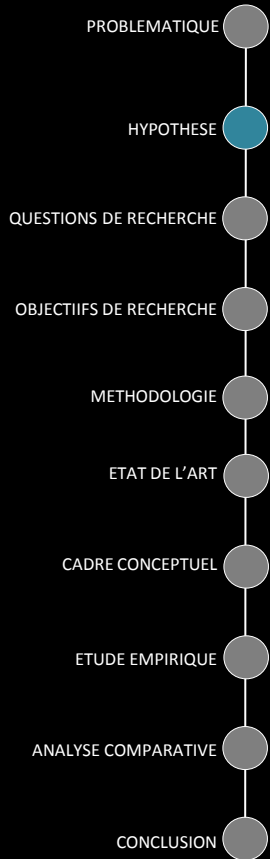 PROBLEMATIQUE
HYPOTHESE
QUESTIONS DE RECHERCHE
OBJECTIIFS DE RECHERCHE
METHODOLOGIE
ETAT DE L’ART
CADRE CONCEPTUEL
ETUDE EMPIRIQUE
ANALYSE COMPARATIVE
CONCLUSION